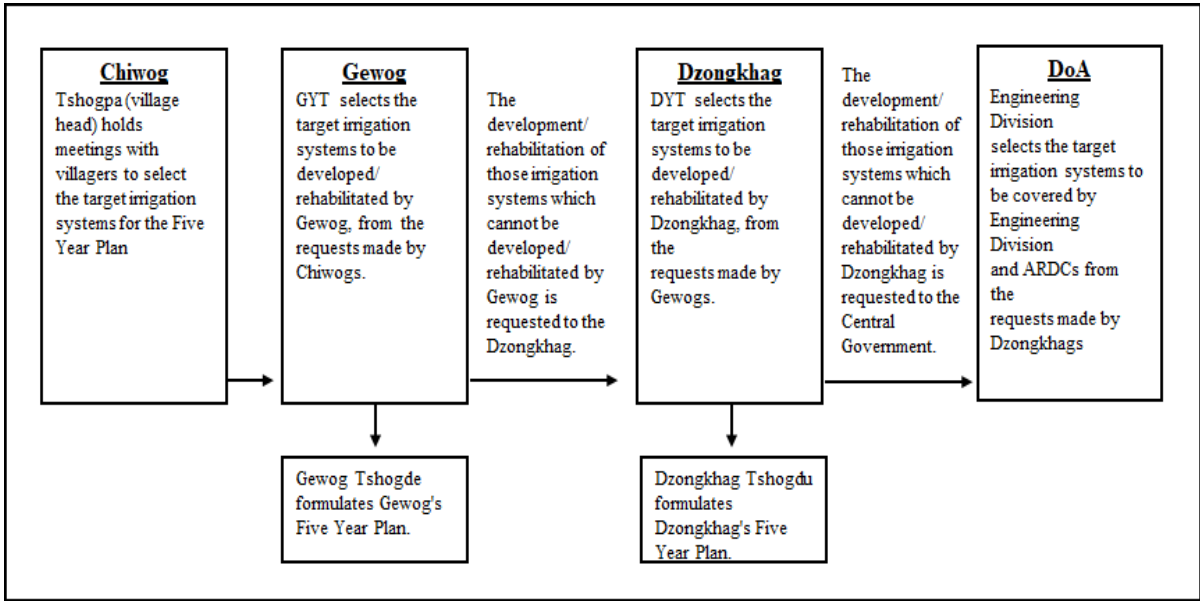 Chiwog
Tshogpa (village
head) holds
meetings with
villagers to select
the target irrigation
systems for the Five
Year Plan
Gewog
GYT selects the
target irrigation
systems to be
developed/
rehabilitated by
Gewog, from the
requests made by
Chiwogs.
The
development/
rehabilitation of
those irrigation
systems which
cannot be
developed/
rehabilitated by
Gewog is
requested to the
Dzongkhag.
Dzongkhag
DYT selects the
target irrigation
systems to be
developed/
rehabilitated by
Dzongkhag, from
the
requests made by
Gewogs.
The
development/
rehabilitation of
those irrigation
systems which
cannot be
developed/
rehabilitated by
Dzongkhag is
requested to the
Central
Government.
DoA
Engineering
Division
selects the target
irrigation systems to
be covered by
Engineering
Division
and ARDCs from
the
requests made by
Dzongkhags
Gewog Tshogde
formulates Gewog's
Five Year Plan.
Dzongkhag Tshogdu
formulates
Dzongkhag's Five
Year Plan.